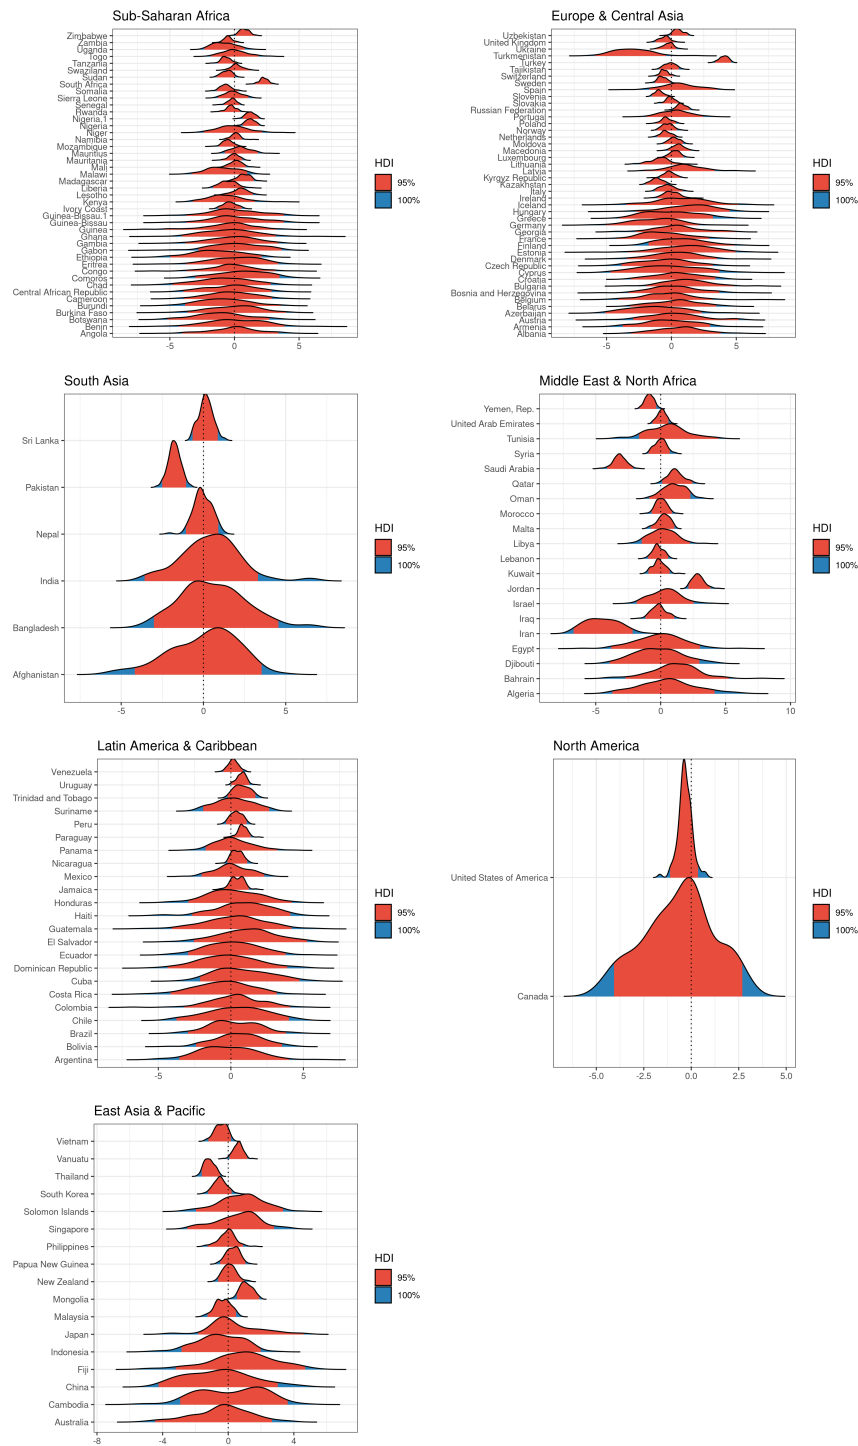 Sub-Saharan Africa
Zimbabwe
Zambia
Uganda
Togo
Tanzania
Swaziland
Sudan
South Africa
Somalia
Sierra Leone
Senegal
Rwanda
Nigeria.1
Nigeria
Niger
Namibia
Mozambique
Mauritius
Mauritania
Mali
Malawi
Madagascar
Liberia
Lesotho
Kenya
Ivory Coast
Guinea-Bissau.1
Guinea-Bissau
Guinea
Ghana
Gambia
Gabon
Ethiopia
Eritrea
Congo
Comoros
Chad
Central African Republic
Cameroon
Burundi
Burkina Faso
Botswana
Benin
Angola
-5 0 5
HDI
95%
100%
Europe & Central Asia
Uzbekistan
United Kingdom
Ukraine
Turkmenistan
Turkey
Tajikistan
Switzerland
Sweden
Spain
Slovenia
Slovakia
Russian Federation
Portugal
Poland
Norway
Netherlands
Moldova
Macedonia
Luxembourg
Lithuania
Latvia
Kyrgyz Republic
Kazakhstan
Italy
Ireland
Iceland
Hungary
Greece
Germany
Georgia
France
Finland
Estonia
Denmark
Czech Republic
Cyprus
Croatia
Bulgaria
Bosnia and Herzegovina
Belgium
Belarus
Azerbaijan
Austria
Armenia
Albania
-5 0 5
HDI
95%
100%
South Asia
Sri Lanka
Pakistan
Nepal
India
Bangladesh
Afghanistan
-5 0 5
HDI
95%
100%
Middle East & North Africa
Yemen, Rep.
United Arab Emirates
Tunisia
Syria
Saudi Arabia
Qatar
Oman
Morocco
Malta
Libya
Lebanon
Kuwait
Jordan
Israel
Iraq
Iran
Egypt
Djibouti
Bahrain
Algeria
-5 0 5 10
HDI
95%
100%
Latin America & Caribbean
Venezuela
Uruguay
Trinidad and Tobago
Suriname
Peru
Paraguay
Panama
Nicaragua
Mexico
Jamaica
Honduras
Haiti
Guatemala
El Salvador
Ecuador
Dominican Republic
Cuba
Costa Rica
Colombia
Chile
Brazil
Bolivia
Argentina
-5 0 5
HDI
95%
100%
North America
United States of America
Canada
-5.0 -2.5 0.0 2.5 5.0
HDI
95%
100%
East Asia & Pacific
Vietnam
Vanuatu
Thailand
South Korea
Solomon Islands
Singapore
Philippines
Papua New Guinea
New Zealand
Mongolia
Malaysia
Japan
Indonesia
Fiji
China
Cambodia
Australia
-8 -4 0 4
HDI
95%
100%